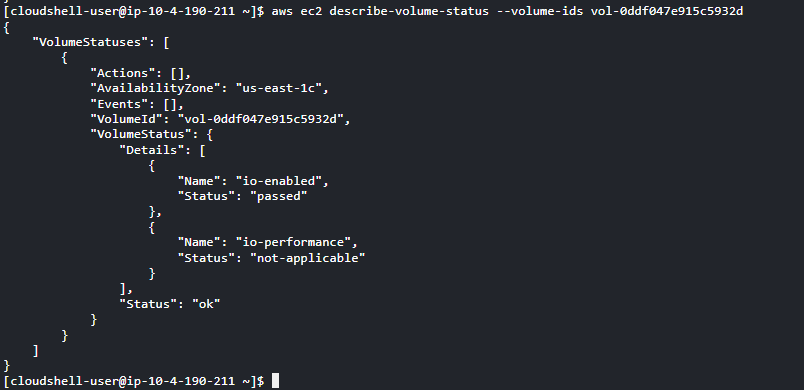 [cloudshell-user@ip-10-4-190-211 ~]$ aws ec2 describe-volume-status --volume-ids vol-0ddf047e915c5932d
{
    "VolumeStatuses": [
        {
            "Actions": [],
            "AvailabilityZone": "us-east-1c",
            "Events": [],
            "VolumeId": "vol-0ddf047e915c5932d",
            "VolumeStatus": {
                "Details": [
                    {
                        "Name": "io-enabled",
                        "Status": "passed"
                    },
                    {
                        "Name": "io-performance",
                        "Status": "not-applicable"
                    }
                ],
                "Status": "ok"
            }
        }
    ]
}
[cloudshell-user@ip-10-4-190-211 ~]$